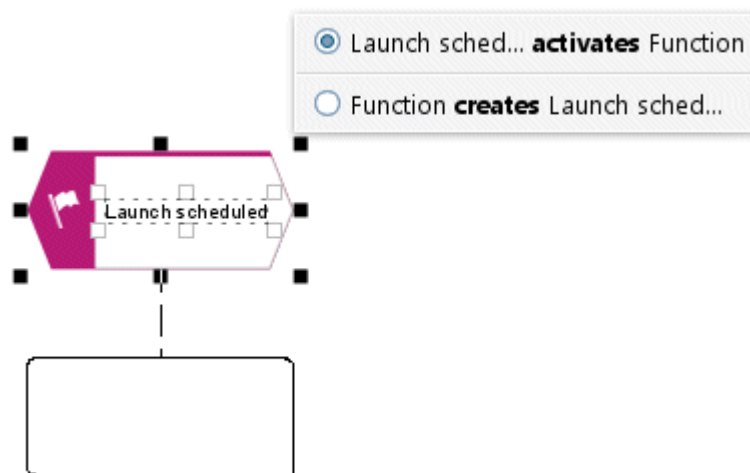 Launch sched... activates Function
Function creates Launch sched...
Launch scheduled